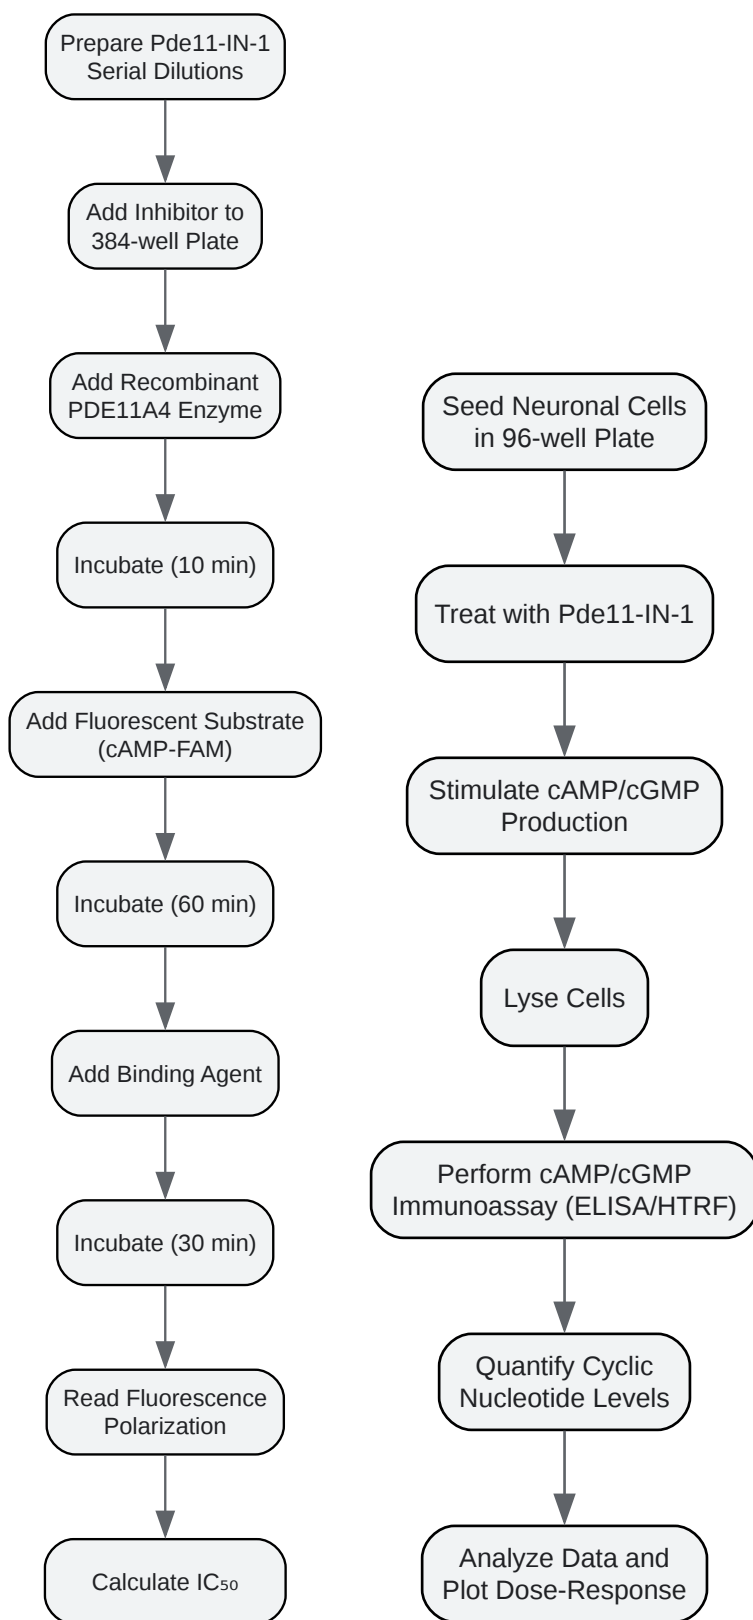 Prepare Pde11-IN-1
Serial Dilutions
Add Inhibitor to
384-well Plate
Add Recombinant
PDE11A4 Enzyme
Incubate (10 min)
Add Fluorescent Substrate
(cAMP-FAM)
Incubate (60 min)
Add Binding Agent
Incubate (30 min)
Read Fluorescence
Polarization
Calculate IC₅₀
Seed Neuronal Cells
in 96-well Plate
Treat with Pde11-IN-1
Stimulate cAMP/cGMP
Production
Lyse Cells
Perform cAMP/cGMP
Immunoassay (ELISA/HTRF)
Quantify Cyclic
Nucleotide Levels
Analyze Data and
Plot Dose-Response